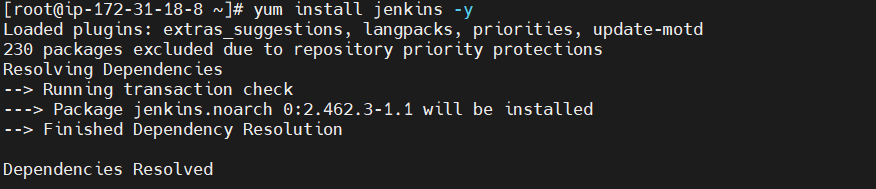 [root@ip-172-31-18-8 ~]# yum install jenkins -y
Loaded plugins: extras_suggestions, langpacks, priorities, update-motd
230 packages excluded due to repository priority protections
Resolving Dependencies
--> Running transaction check
---> Package jenkins.noarch 0:2.462.3-1.1 will be installed
--> Finished Dependency Resolution

Dependencies Resolved